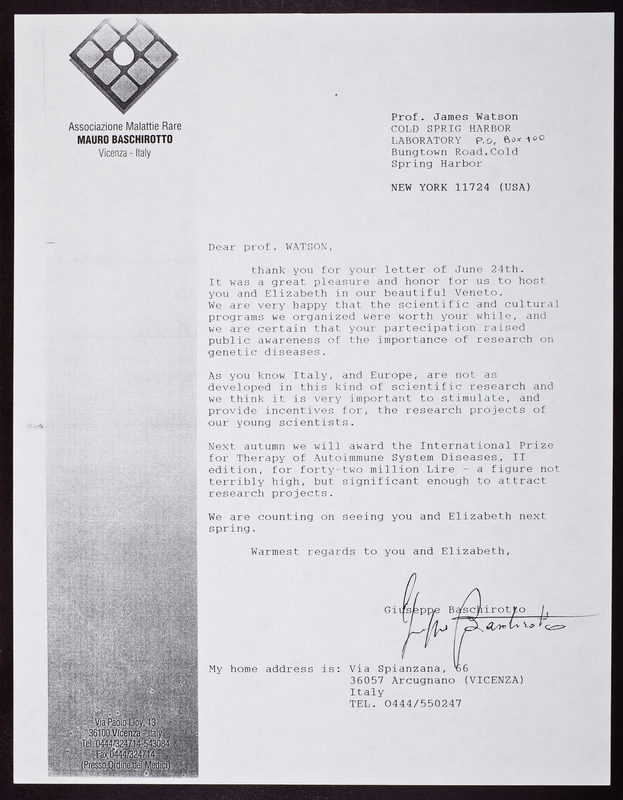 Associazione Malattie Rare
MAURO BASCHIROTTO
Vicenza - Italy
Prof. James Watson
COLD SPRIG HARBOR
LABORATORY P.O. Box 100
Bungtown Road,Cold
Spring Harbor
NEW YORK 11724 (USA)
Dear prof. WATSON,
thank you for your letter of June 24th.
It was a great pleasure and honor for us to host
you and Elizabeth in our beautiful Veneto.
We are very happy that the scientific and cultural
programs we organized were worth your while, and
we are certain that your partecipation raised
public awareness of the importance of research on
genetic diseases.
As you know Italy, and Europe, are not as
developed in this kind of scientific research and
we think it is very important to stimulate, and
provide incentives for, the research projects of
our young scientists.
Next autumn we will award the International Prize
for Therapy of Autoimmune System Diseases, II
edition, for forty-two million Lire - a figure not
terribly high, but significant enough to attract
research projects.
We are counting on seeing you and Elizabeth next
spring.
Warmest regards to you and Elizabeth,
Giuseppe Baschirotto
Giuseppe Baschirotto
My home address is: Via Spianzana, 66
36057 Arcugnano (VICENZA)
Italy
TEL. 0444/550247
Via Paolo Lioy, 13
36100 Vicenza - Italy
Tel. 0444/324714-543034
Fax 0444/324714
(Presso Ordine dei Medici)